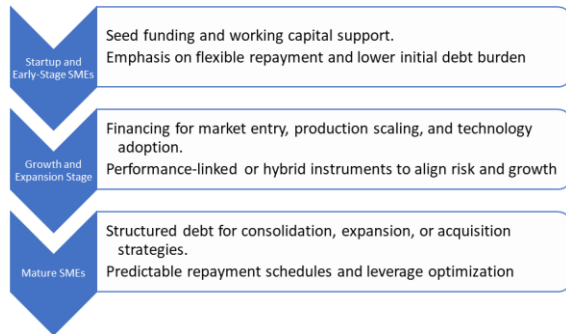 Startup and
Early-Stage SMEs
Seed funding and working capital support.
Emphasis on flexible repayment and lower initial debt burden
Growth and
Expansion Stage
Financing for market entry, production scaling, and technology
adoption.
Performance-linked or hybrid instruments to align risk and growth
Mature SMEs
Structured debt for consolidation, expansion, or acquisition
strategies.
Predictable repayment schedules and leverage optimization